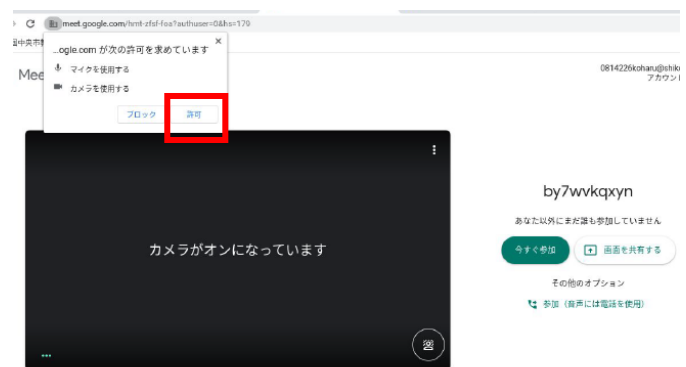 meet.google.com/hmt-zfsf-foa?authuser=0&hs=179
...ogle.com が次の許可を求めています
×
マイクを使用する
カメラを使用する
ブロック
許可
Mee
0814226koharu@shik
アカウント
カメラがオンになっています
by7wvkqxyn
あなた以外にまだ誰も参加していません
今すぐ参加
画面を共有する
その他のオプション
参加（音声には電話を使用）